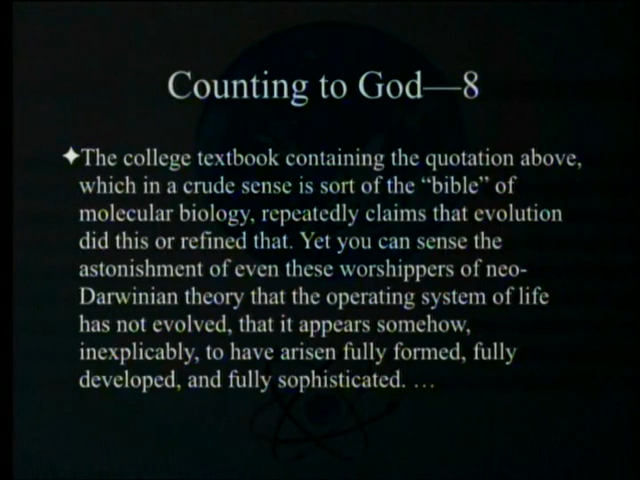 Counting to God—8
✦The college textbook containing the quotation above,
which in a crude sense is sort of the “bible” of
molecular biology, repeatedly claims that evolution
did this or refined that. Yet you can sense the
astonishment of even these worshippers of neo-
Darwinian theory that the operating system of life
has not evolved, that it appears somehow,
inexplicably, to have arisen fully formed, fully
developed, and fully sophisticated. …